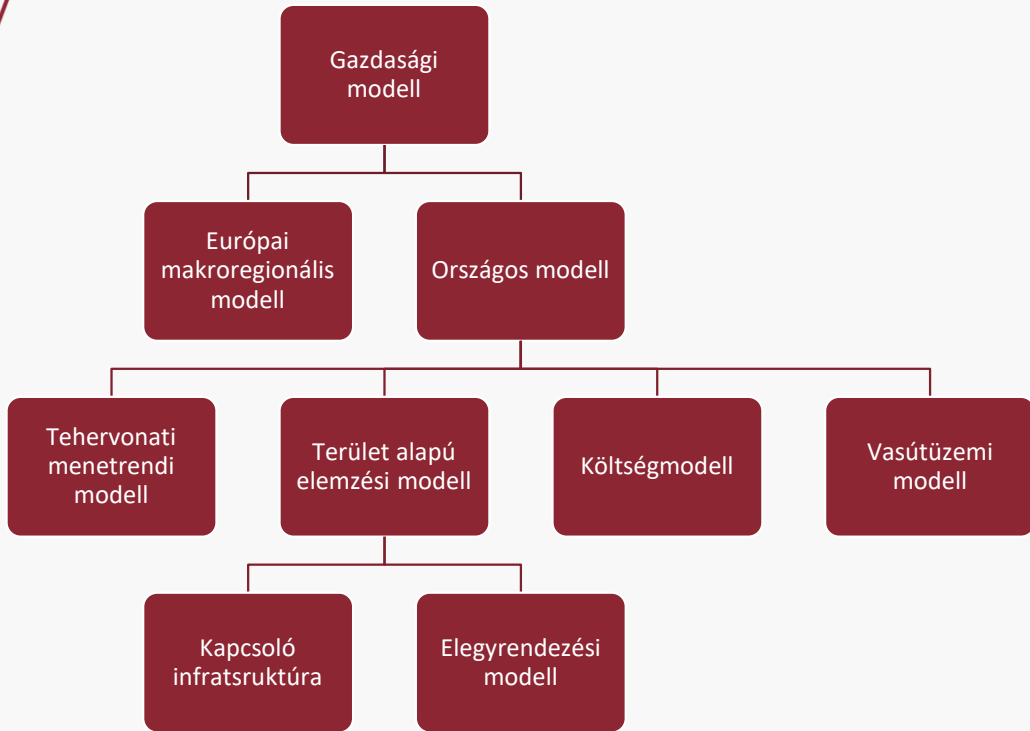 Gazdasági
modell
Európai
makroregionális
modell
Országos modell
Tehervonati
menetrendi
modell
Terület alapú
elemzési modell
Költségmodell
Vasútüzemi
modell
Kapcsoló
infratsruktúra
Elegyrendezési
modell